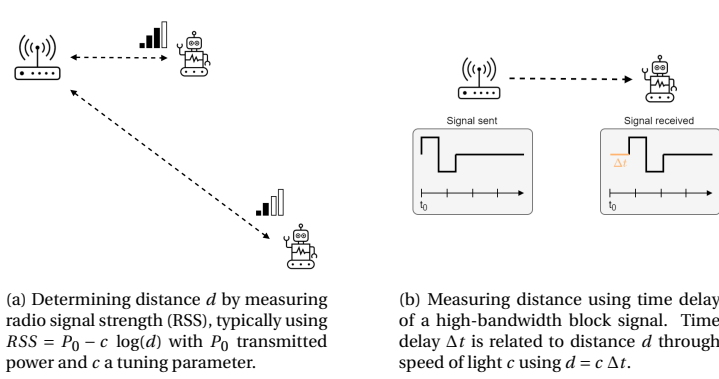 Signal sent
Signal received
Δt
t₀
t₀
(a) Determining distance d by measuring
radio signal strength (RSS), typically using
RSS = P₀ − c log(d) with P₀ transmitted
power and c a tuning parameter.
(b) Measuring distance using time delay
of a high-bandwidth block signal. Time
delay Δt is related to distance d through
speed of light c using d = c Δt.